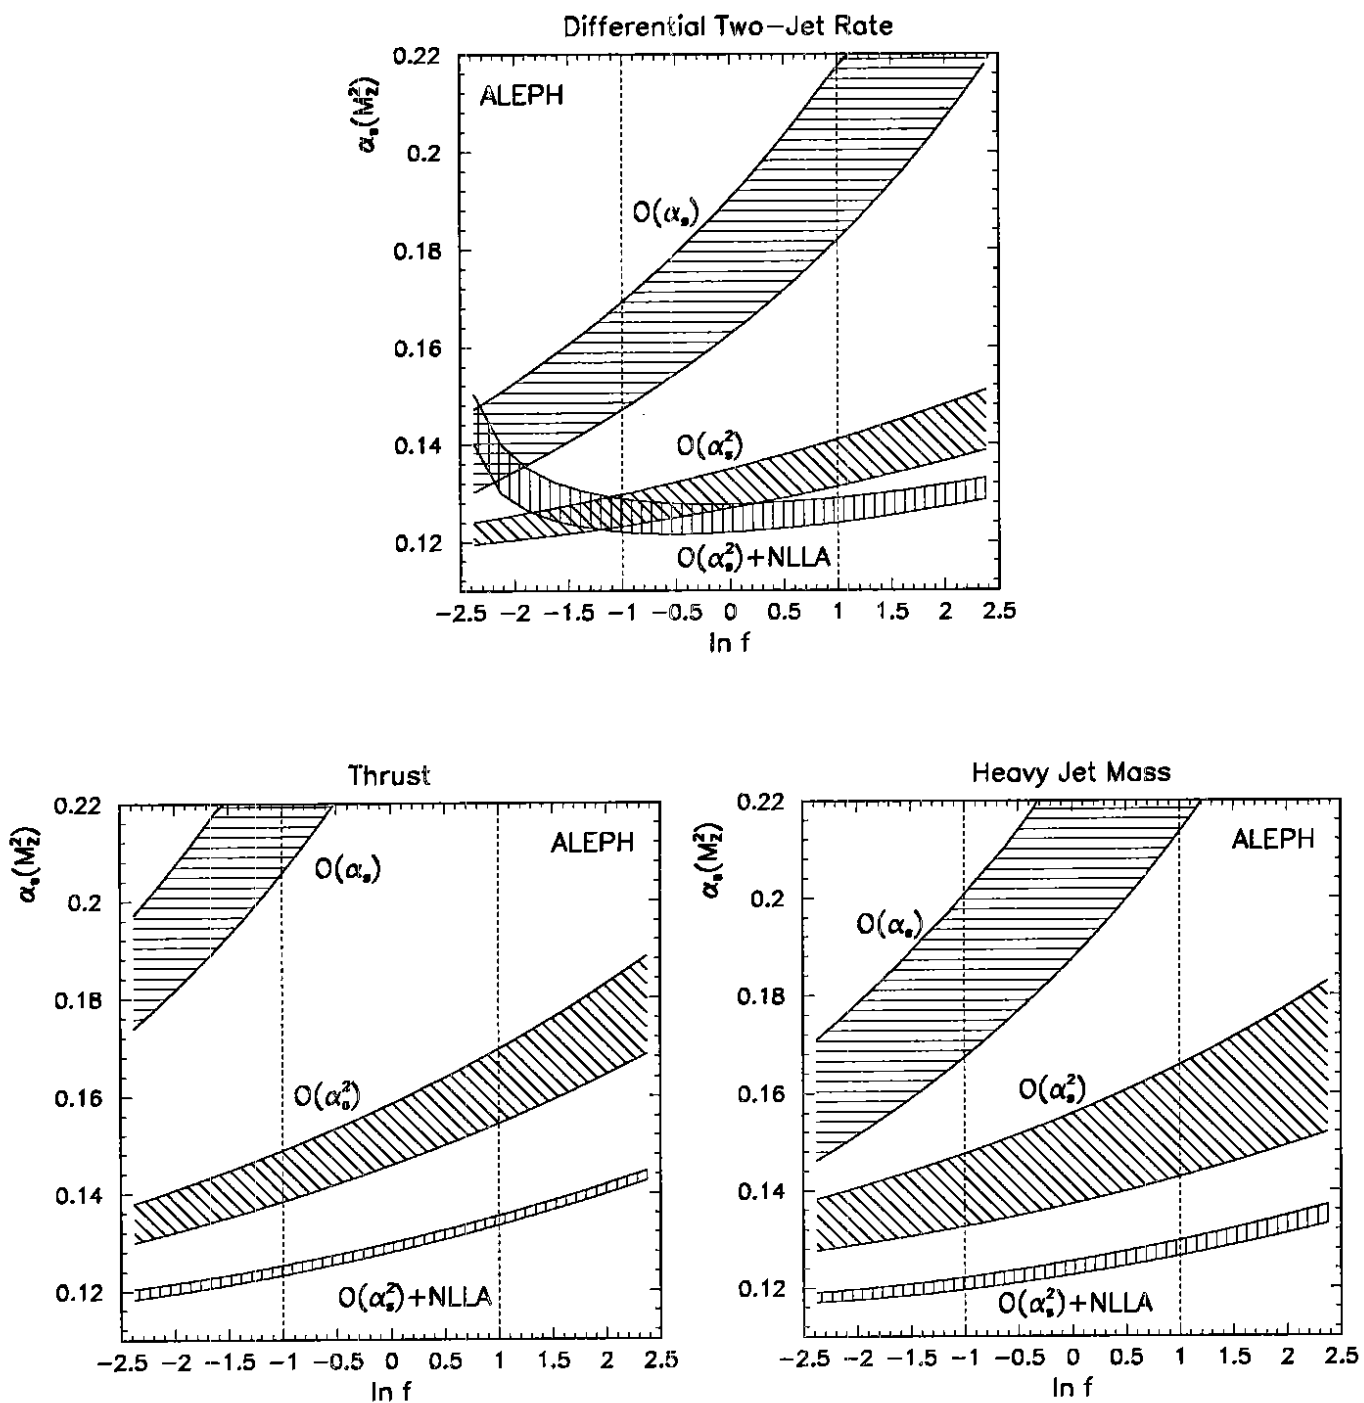 Differential Two-Jet Rate
ALEPH
α_s(M_Z^2)
0.22
0.2
0.18
0.16
0.14
0.12
O(α_s)
O(α_s^2)
O(α_s^2)+NLLA
-2.5 -2 -1.5 -1 -0.5 0 0.5 1 1.5 2 2.5
ln f
Thrust
ALEPH
α_s(M_Z^2)
0.22
0.2
0.18
0.16
0.14
0.12
O(α_s)
O(α_s^2)
O(α_s^2)+NLLA
-2.5 -2 -1.5 -1 -0.5 0 0.5 1 1.5 2 2.5
ln f
Heavy Jet Mass
ALEPH
α_s(M_Z^2)
0.22
0.2
0.18
0.16
0.14
0.12
O(α_s)
O(α_s^2)
O(α_s^2)+NLLA
-2.5 -2 -1.5 -1 -0.5 0 0.5 1 1.5 2 2.5
ln f